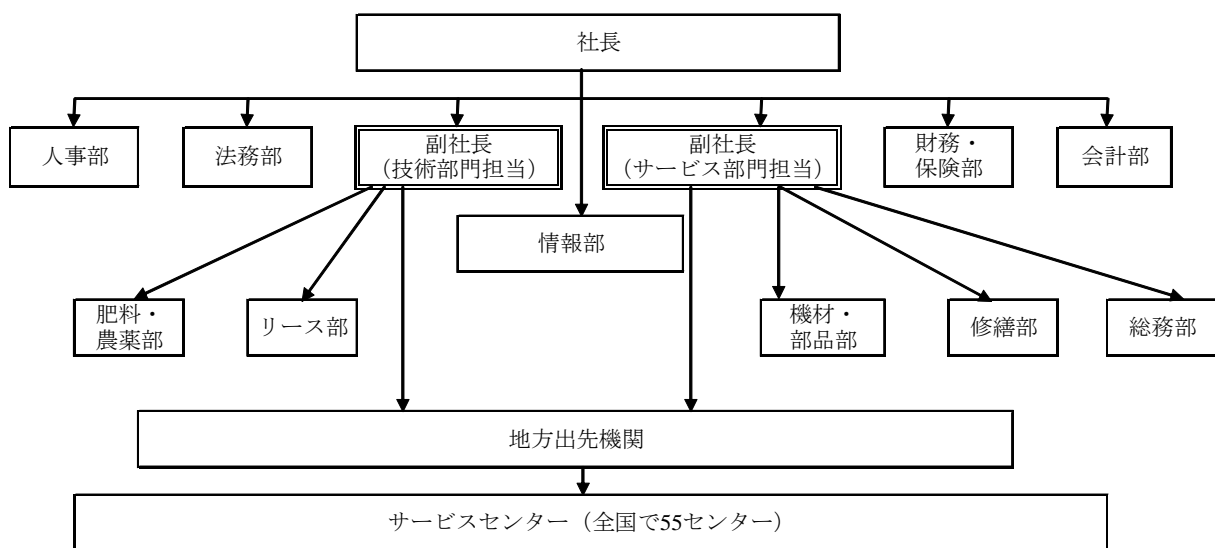 社長
人事部
法務部
副社長
（技術部門担当）
副社長
（サービス部門担当）
財務・
保険部
会計部
情報部
肥料・
農薬部
リース部
機材・
部品部
修繕部
総務部
地方出先機関
サービスセンター（全国で55センター）